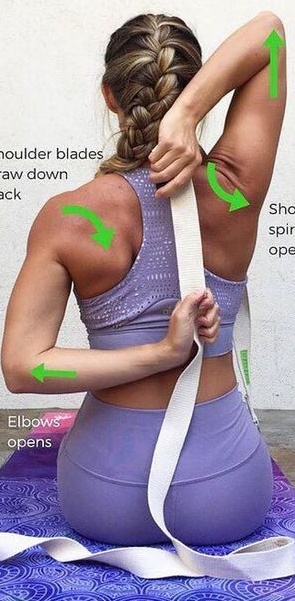 houlder blades
raw down
ack
Sho
spir
ope
Elbows
opens